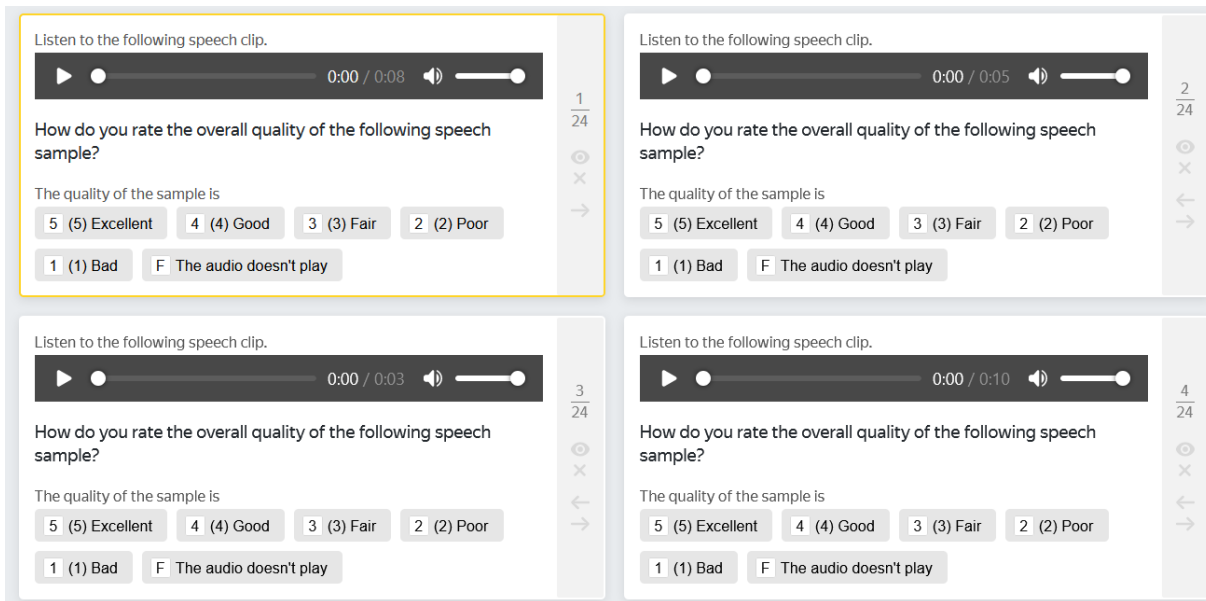 Listen to the following speech clip.
0:00 / 0:08
1
24
How do you rate the overall quality of the following speech
sample?
The quality of the sample is
5 (5) Excellent 4 (4) Good 3 (3) Fair 2 (2) Poor
1 (1) Bad F The audio doesn't play
Listen to the following speech clip.
0:00 / 0:05
2
24
How do you rate the overall quality of the following speech
sample?
The quality of the sample is
5 (5) Excellent 4 (4) Good 3 (3) Fair 2 (2) Poor
1 (1) Bad F The audio doesn't play
Listen to the following speech clip.
0:00 / 0:03
3
24
How do you rate the overall quality of the following speech
sample?
The quality of the sample is
5 (5) Excellent 4 (4) Good 3 (3) Fair 2 (2) Poor
1 (1) Bad F The audio doesn't play
Listen to the following speech clip.
0:00 / 0:10
4
24
How do you rate the overall quality of the following speech
sample?
The quality of the sample is
5 (5) Excellent 4 (4) Good 3 (3) Fair 2 (2) Poor
1 (1) Bad F The audio doesn't play